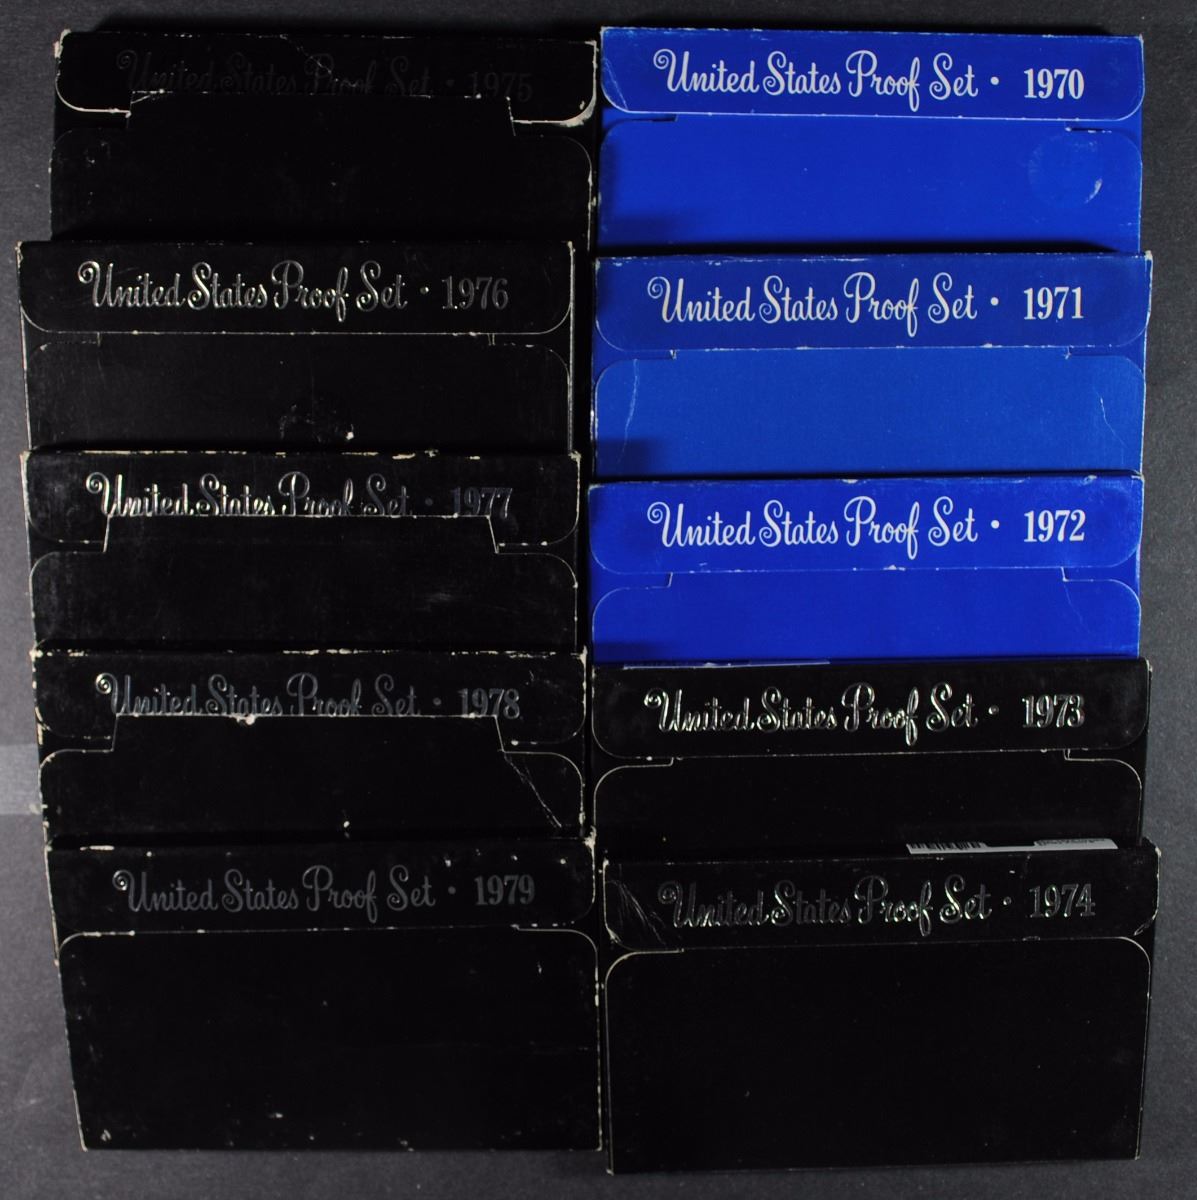 United States Proof Set • 1975
United States Proof Set • 1976
United States Proof Set • 1977
United States Proof Set • 1978
United States Proof Set • 1979
United States Proof Set • 1970
United States Proof Set • 1971
United States Proof Set • 1972
United States Proof Set • 1973
United States Proof Set • 1974